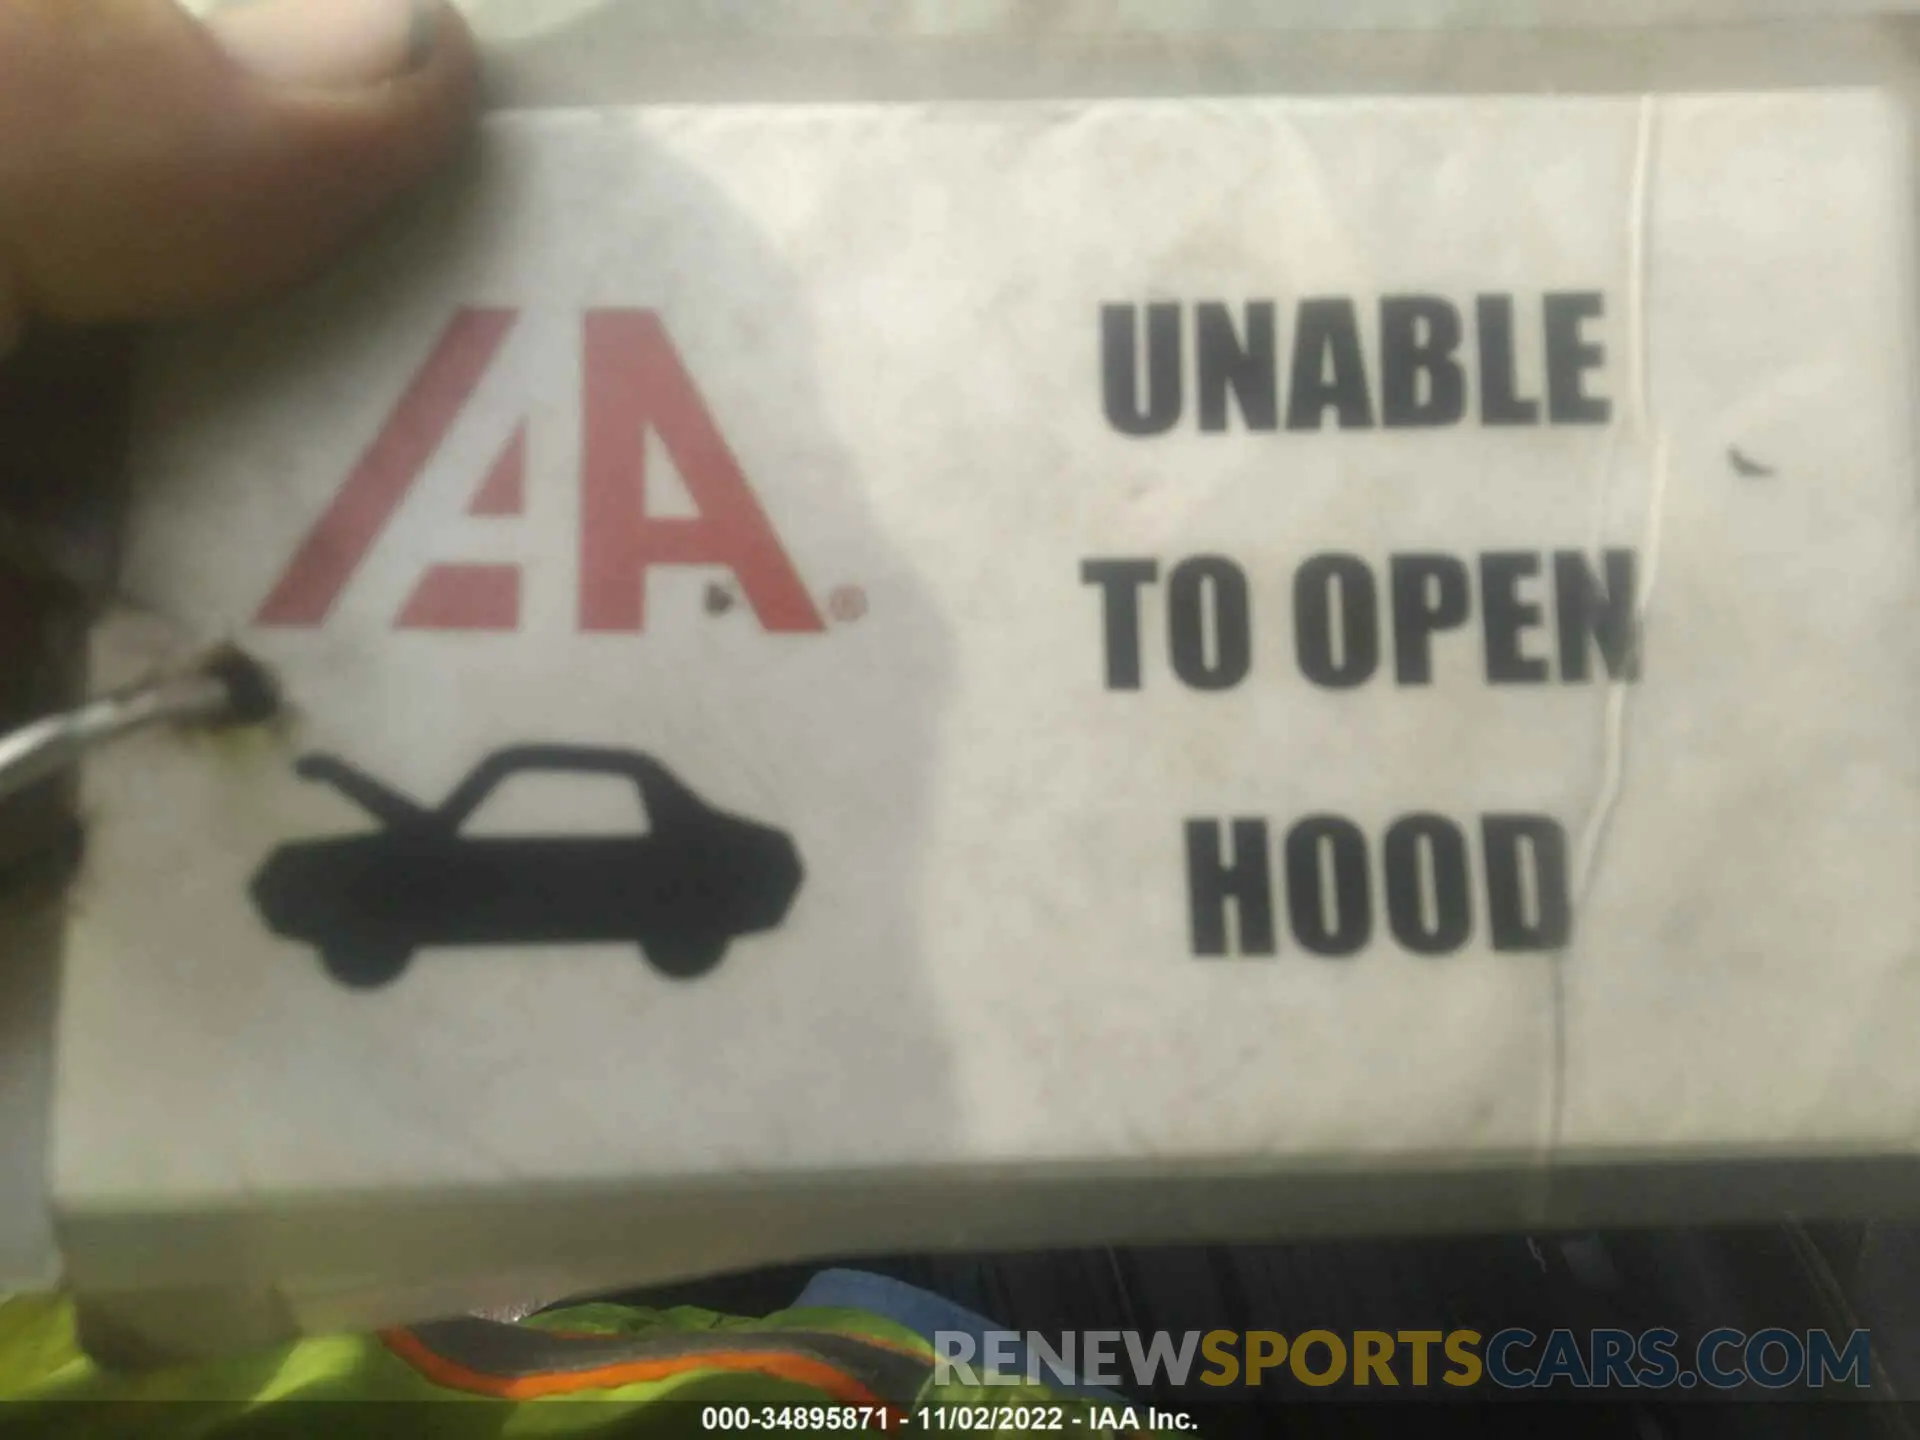 IAA®
UNABLE
TO OPEN
HOOD
RENEWSPORTSCARS.COM
000-34895871 - 11/02/2022 - IAA Inc.